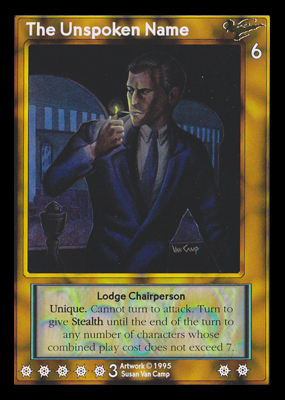 The Unspoken Name
6
VAN CAMP
Lodge Chairperson
Unique. Cannot turn to attack. Turn to
give Stealth until the end of the turn to
any number of characters whose
combined play cost does not exceed 7.
3 Artwork © 1995
Susan Van Camp